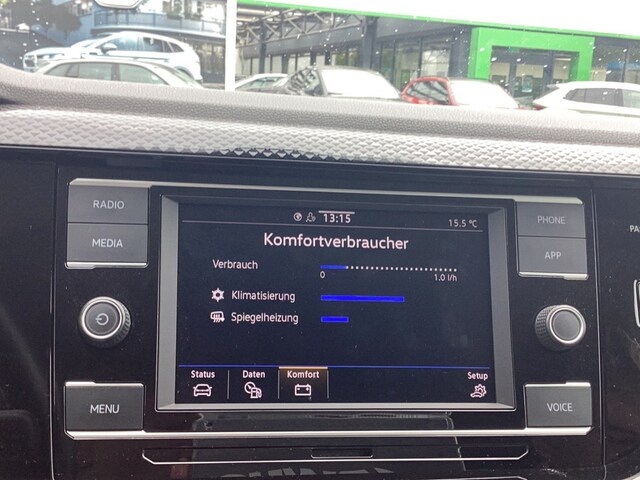 RADIO
MEDIA
MENU
13:15
15.5 °C
Komfortverbraucher
Verbrauch
0 1.0 l/h
Klimatisierung
Spiegelheizung
Status Daten Komfort Setup
PHONE
APP
VOICE